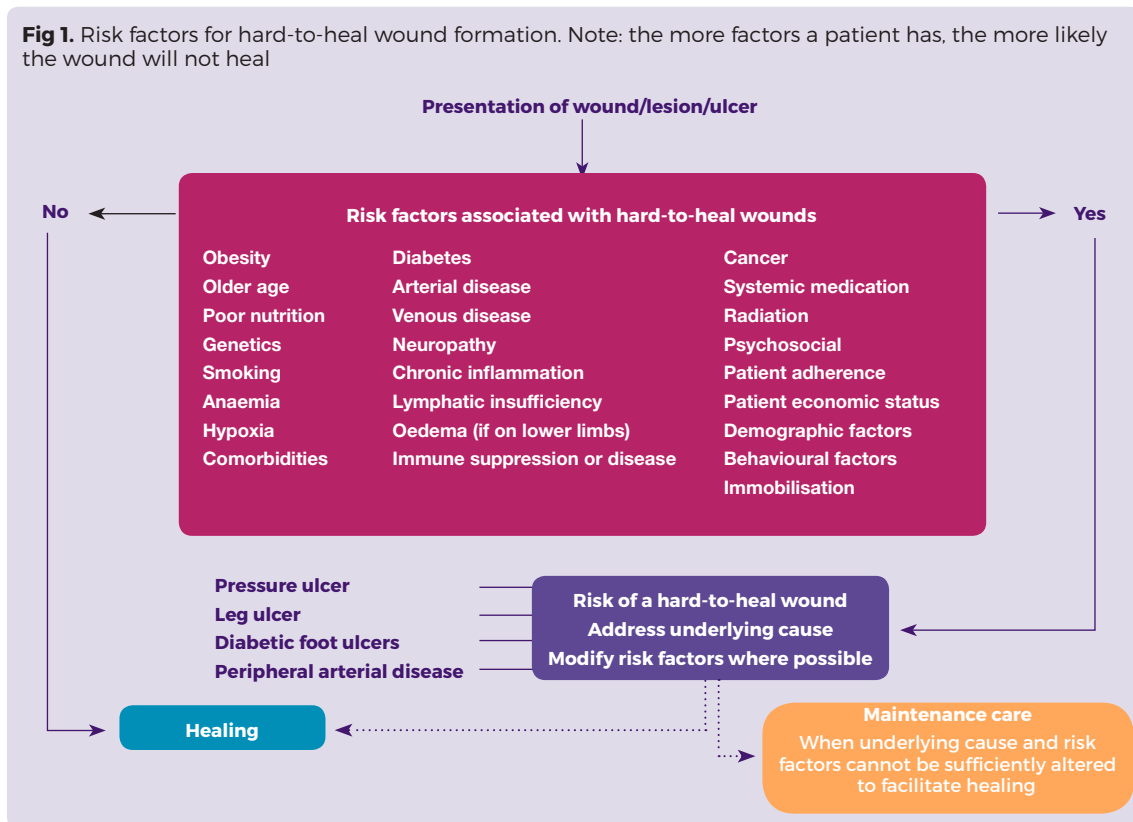 Fig 1. Risk factors for hard-to-heal wound formation. Note: the more factors a patient has, the more likely
the wound will not heal
Presentation of wound/lesion/ulcer
No
Yes
Risk factors associated with hard-to-heal wounds
Obesity
Older age
Poor nutrition
Genetics
Smoking
Anaemia
Hypoxia
Comorbidities
Diabetes
Arterial disease
Venous disease
Neuropathy
Chronic inflammation
Lymphatic insufficiency
Oedema (if on lower limbs)
Immune suppression or disease
Cancer
Systemic medication
Radiation
Psychosocial
Patient adherence
Patient economic status
Demographic factors
Behavioural factors
Immobilisation
Pressure ulcer
Leg ulcer
Diabetic foot ulcers
Peripheral arterial disease
Risk of a hard-to-heal wound
Address underlying cause
Modify risk factors where possible
Healing
Maintenance care
When underlying cause and risk
factors cannot be sufficiently altered
to facilitate healing